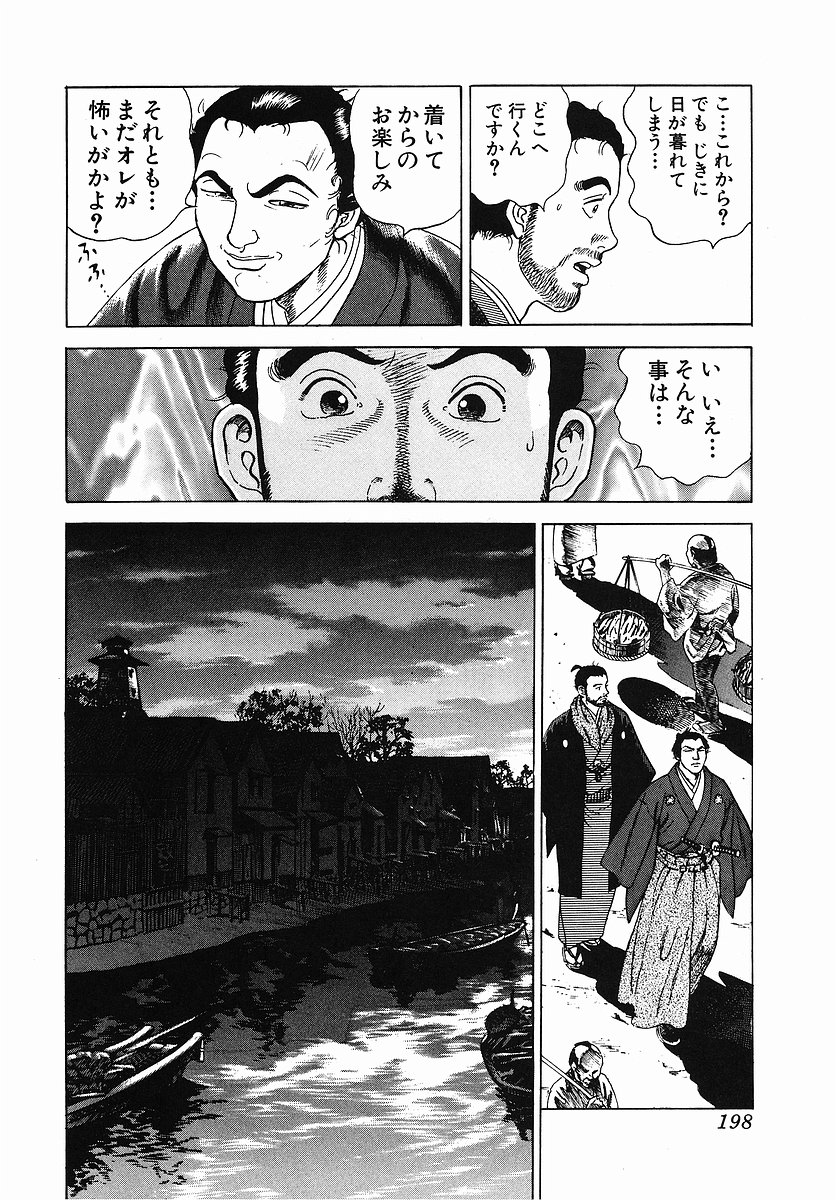 こ…これから？
でも じきに
日が暮れて
しまう…
どこへ
行くん
ですか？
着いて
からの
お楽しみ
それとも…
まだオレが
怖いがかよ？
ふふ…
い いえ…
そんな
事は…
198